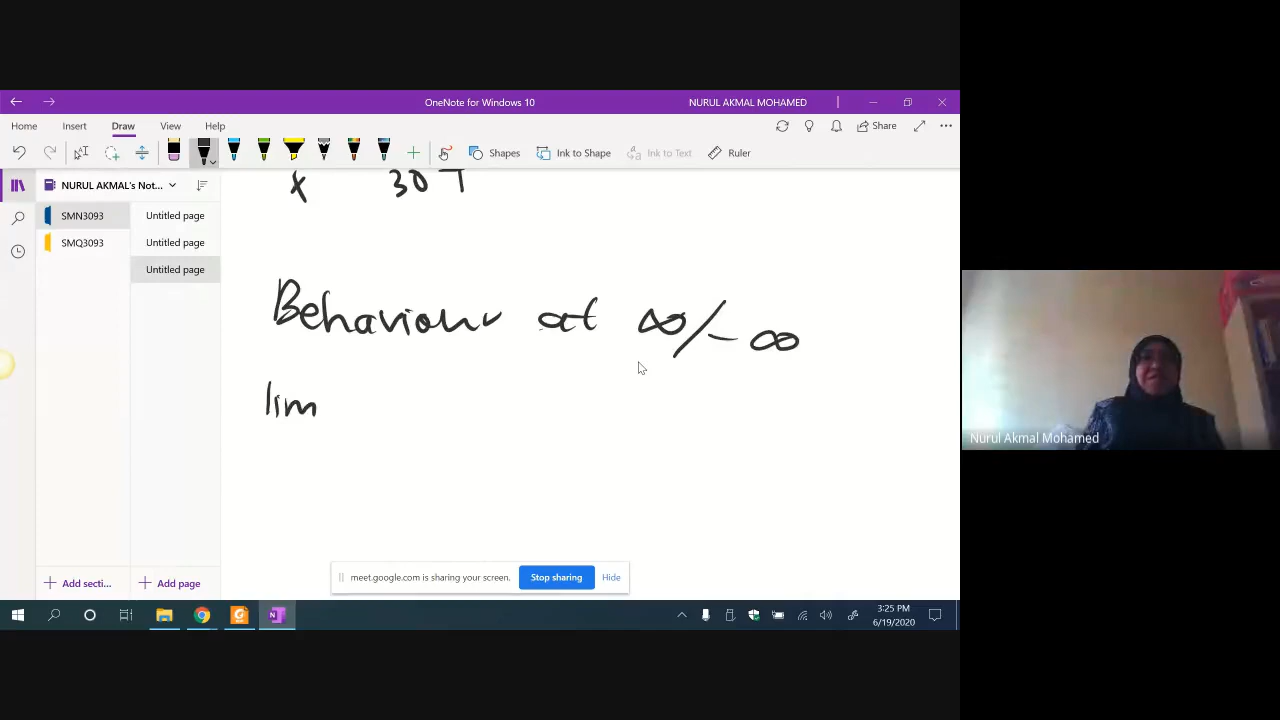 OneNote for Windows 10
NURUL AKMAL MOHAMED
Home Insert Draw View Help
Share
Shapes
Ink to Shape
Ink to Text
Ruler
NURUL AKMAL's Not...
SMN3093
SMQ3093
Untitled page
Untitled page
Untitled page
x 30
Behaviour at ∞/- ∞
lim
Nurul Akmal Mohamed
meet.google.com is sharing your screen.
Stop sharing
Hide
Add secti...
Add page
3:25 PM
6/19/2020